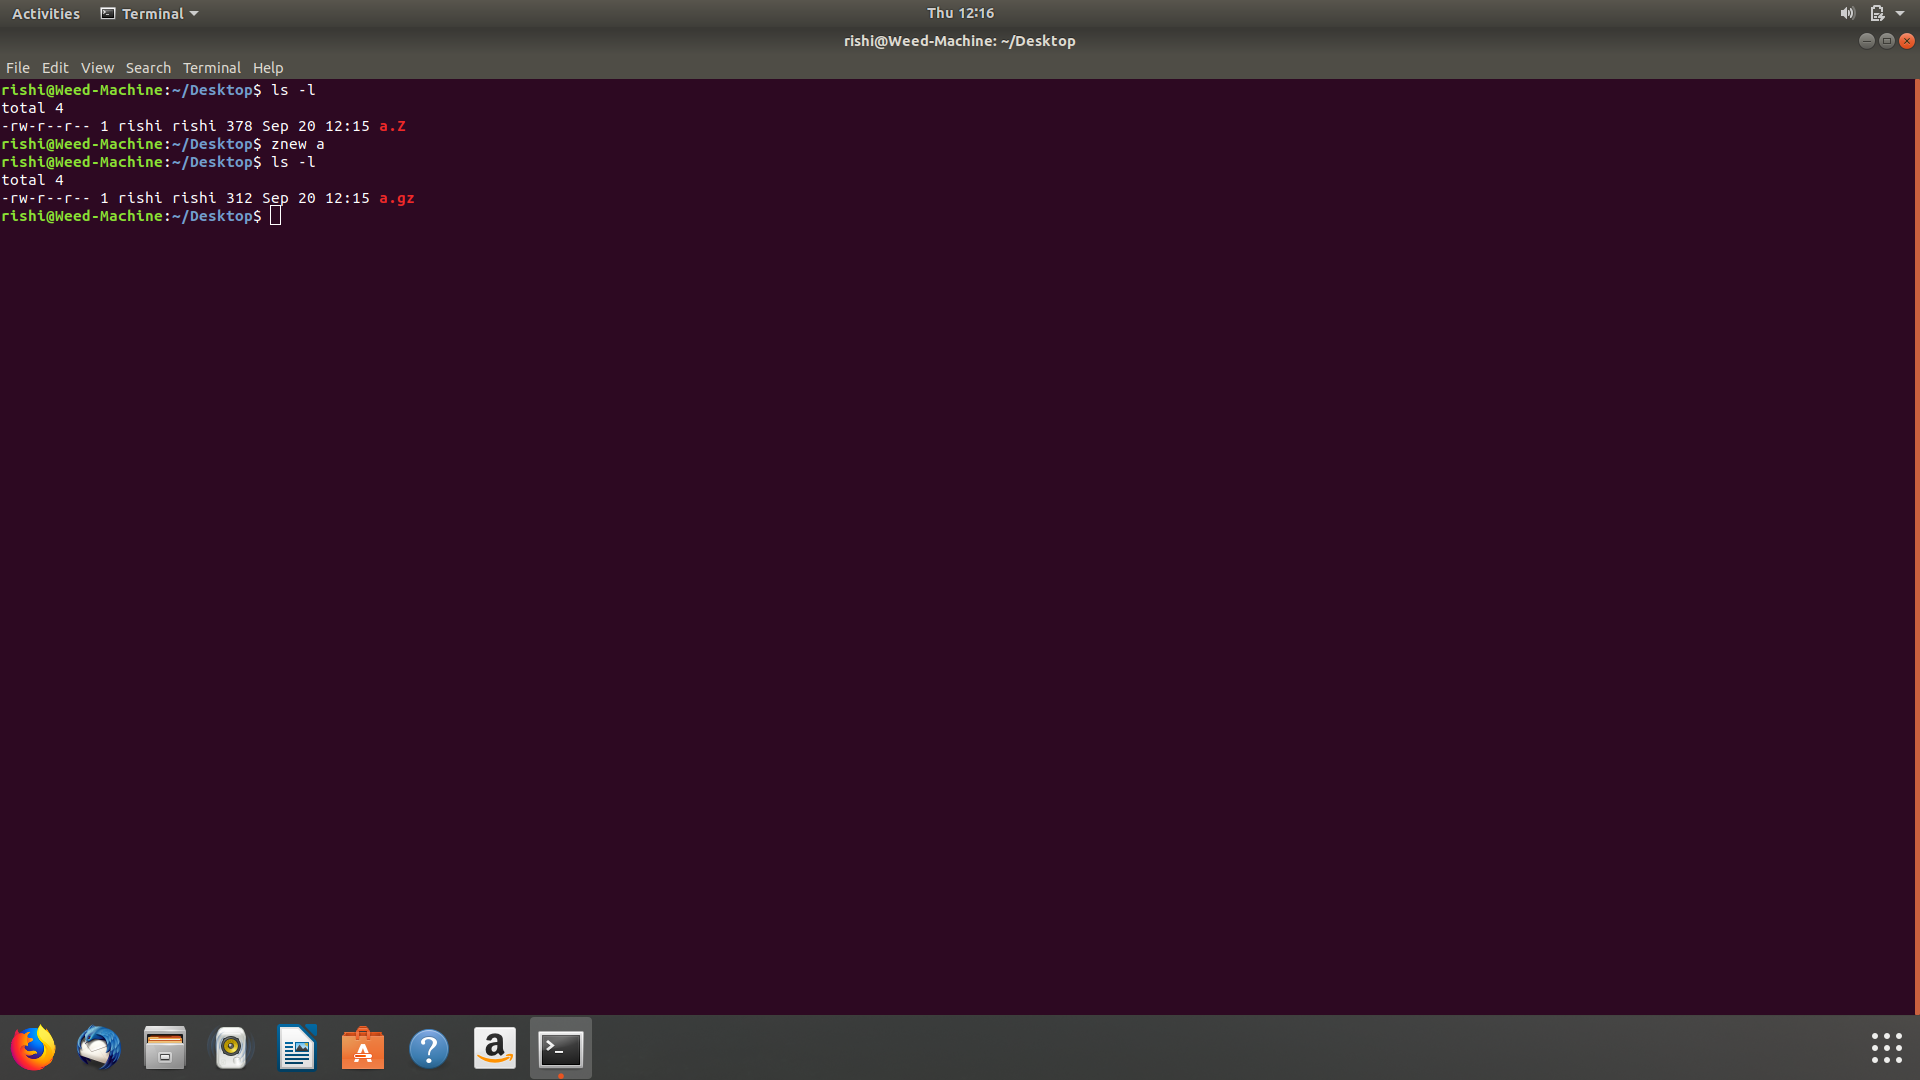 Activities Terminal Thu 12:16
rishi@Weed-Machine: ~/Desktop
File Edit View Search Terminal Help
rishi@Weed-Machine:~/Desktop$ ls -l
total 4
-rw-r--r-- 1 rishi rishi 378 Sep 20 12:15 a.Z
rishi@Weed-Machine:~/Desktop$ znew a
rishi@Weed-Machine:~/Desktop$ ls -l
total 4
-rw-r--r-- 1 rishi rishi 312 Sep 20 12:15 a.gz
rishi@Weed-Machine:~/Desktop$